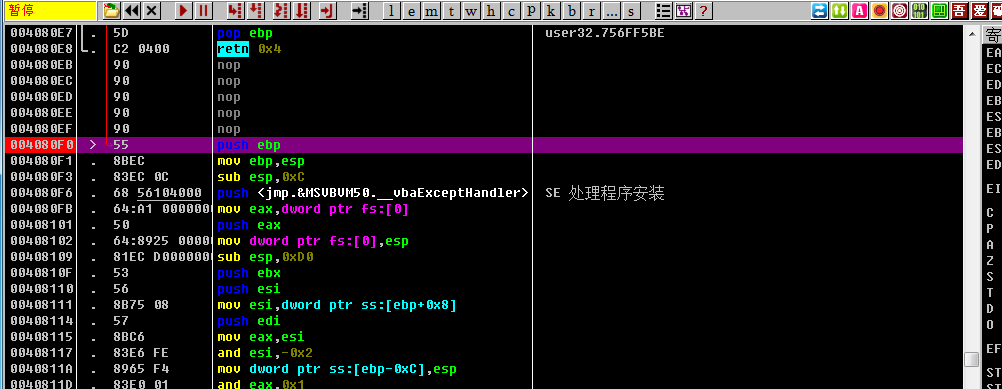 暂停 l e m t w h c p k b r ... s ? 吾 爱
004080E7 . 5D pop ebp user32.756FF5BE
004080E8 . C2 0400 retn 0x4
004080EB 90 nop
004080EC 90 nop
004080ED 90 nop
004080EE 90 nop
004080EF 90 nop
004080F0 > 55 push ebp
004080F1 . 8BEC mov ebp,esp
004080F3 . 83EC 0C sub esp,0xC
004080F6 . 68 56104000 push <jmp.&MSVBVM50.__vbaExceptHandler> SE 处理程序安装
004080FB . 64:A1 0000000 mov eax,dword ptr fs:[0]
00408101 . 50 push eax
00408102 . 64:8925 00000 mov dword ptr fs:[0],esp
00408109 . 81EC D0000000 sub esp,0xD0
0040810F . 53 push ebx
00408110 . 56 push esi
00408111 . 8B75 08 mov esi,dword ptr ss:[ebp+0x8]
00408114 . 57 push edi
00408115 . 8BC6 mov eax,esi
00408117 . 83E6 FE and esi,-0x2
0040811A . 8965 F4 mov dword ptr ss:[ebp-0xC],esp
0040811D . 83E0 01 and eax,0x1
寄
EA
EC
ED
EB
ES
EB
ES
ED
EI
C
P
A
Z
S
T
D
O
EF
ST